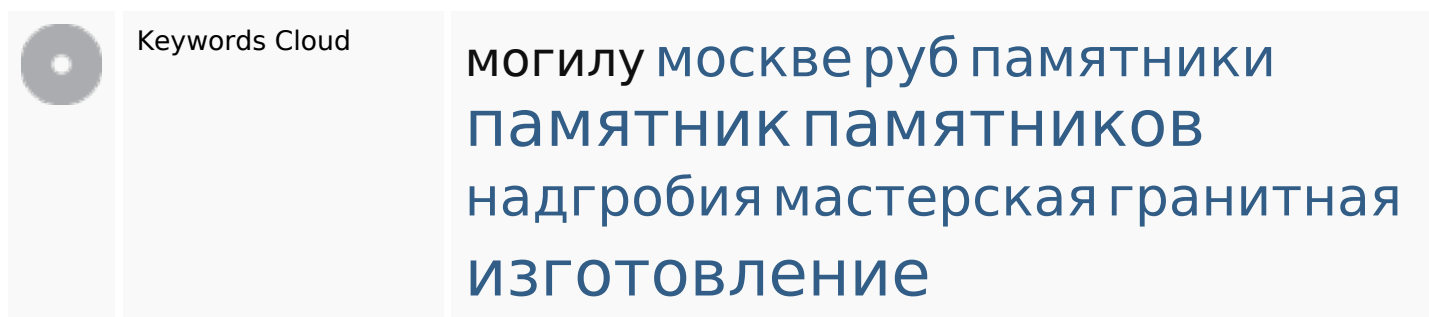 Keywords Cloud
могилу москве руб памятники
памятник памятников
надгробия мастерская гранитная
изготовление